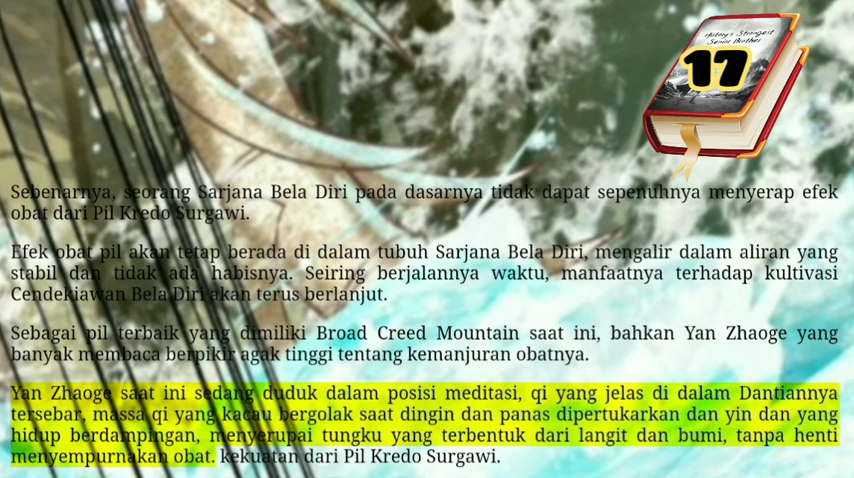 History's Strongest
Senior Brother
17
Sebenarnya, seorang Sarjana Bela Diri pada dasarnya tidak dapat sepenuhnya menyerap efek
obat dari Pil Kredo Surgawi.
Efek obat pil akan tetap berada di dalam tubuh Sarjana Bela Diri, mengalir dalam aliran yang
stabil dan tidak ada habisnya. Seiring berjalannya waktu, manfaatnya terhadap kultivasi
Cendekiawan Bela Diri akan terus berlanjut.
Sebagai pil terbaik yang dimiliki Broad Creed Mountain saat ini, bahkan Yan Zhaoge yang
banyak membaca berpikir agak tinggi tentang kemanjuran obatnya.
Yan Zhaoge saat ini sedang duduk dalam posisi meditasi, qi yang jelas di dalam Dantiannya
tersebar, massa qi yang kacau bergolak saat dingin dan panas dipertukarkan dan yin dan yang
hidup berdampingan, menyerupai tungku yang terbentuk dari langit dan bumi, tanpa henti
menyempurnakan obat. kekuatan dari Pil Kredo Surgawi.